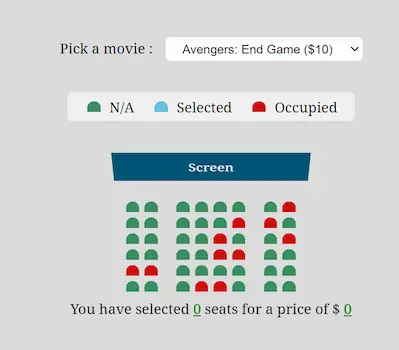 Pick a movie :
Avengers: End Game ($10)
N/A Selected Occupied
Screen
You have selected 0 seats for a price of $ 0